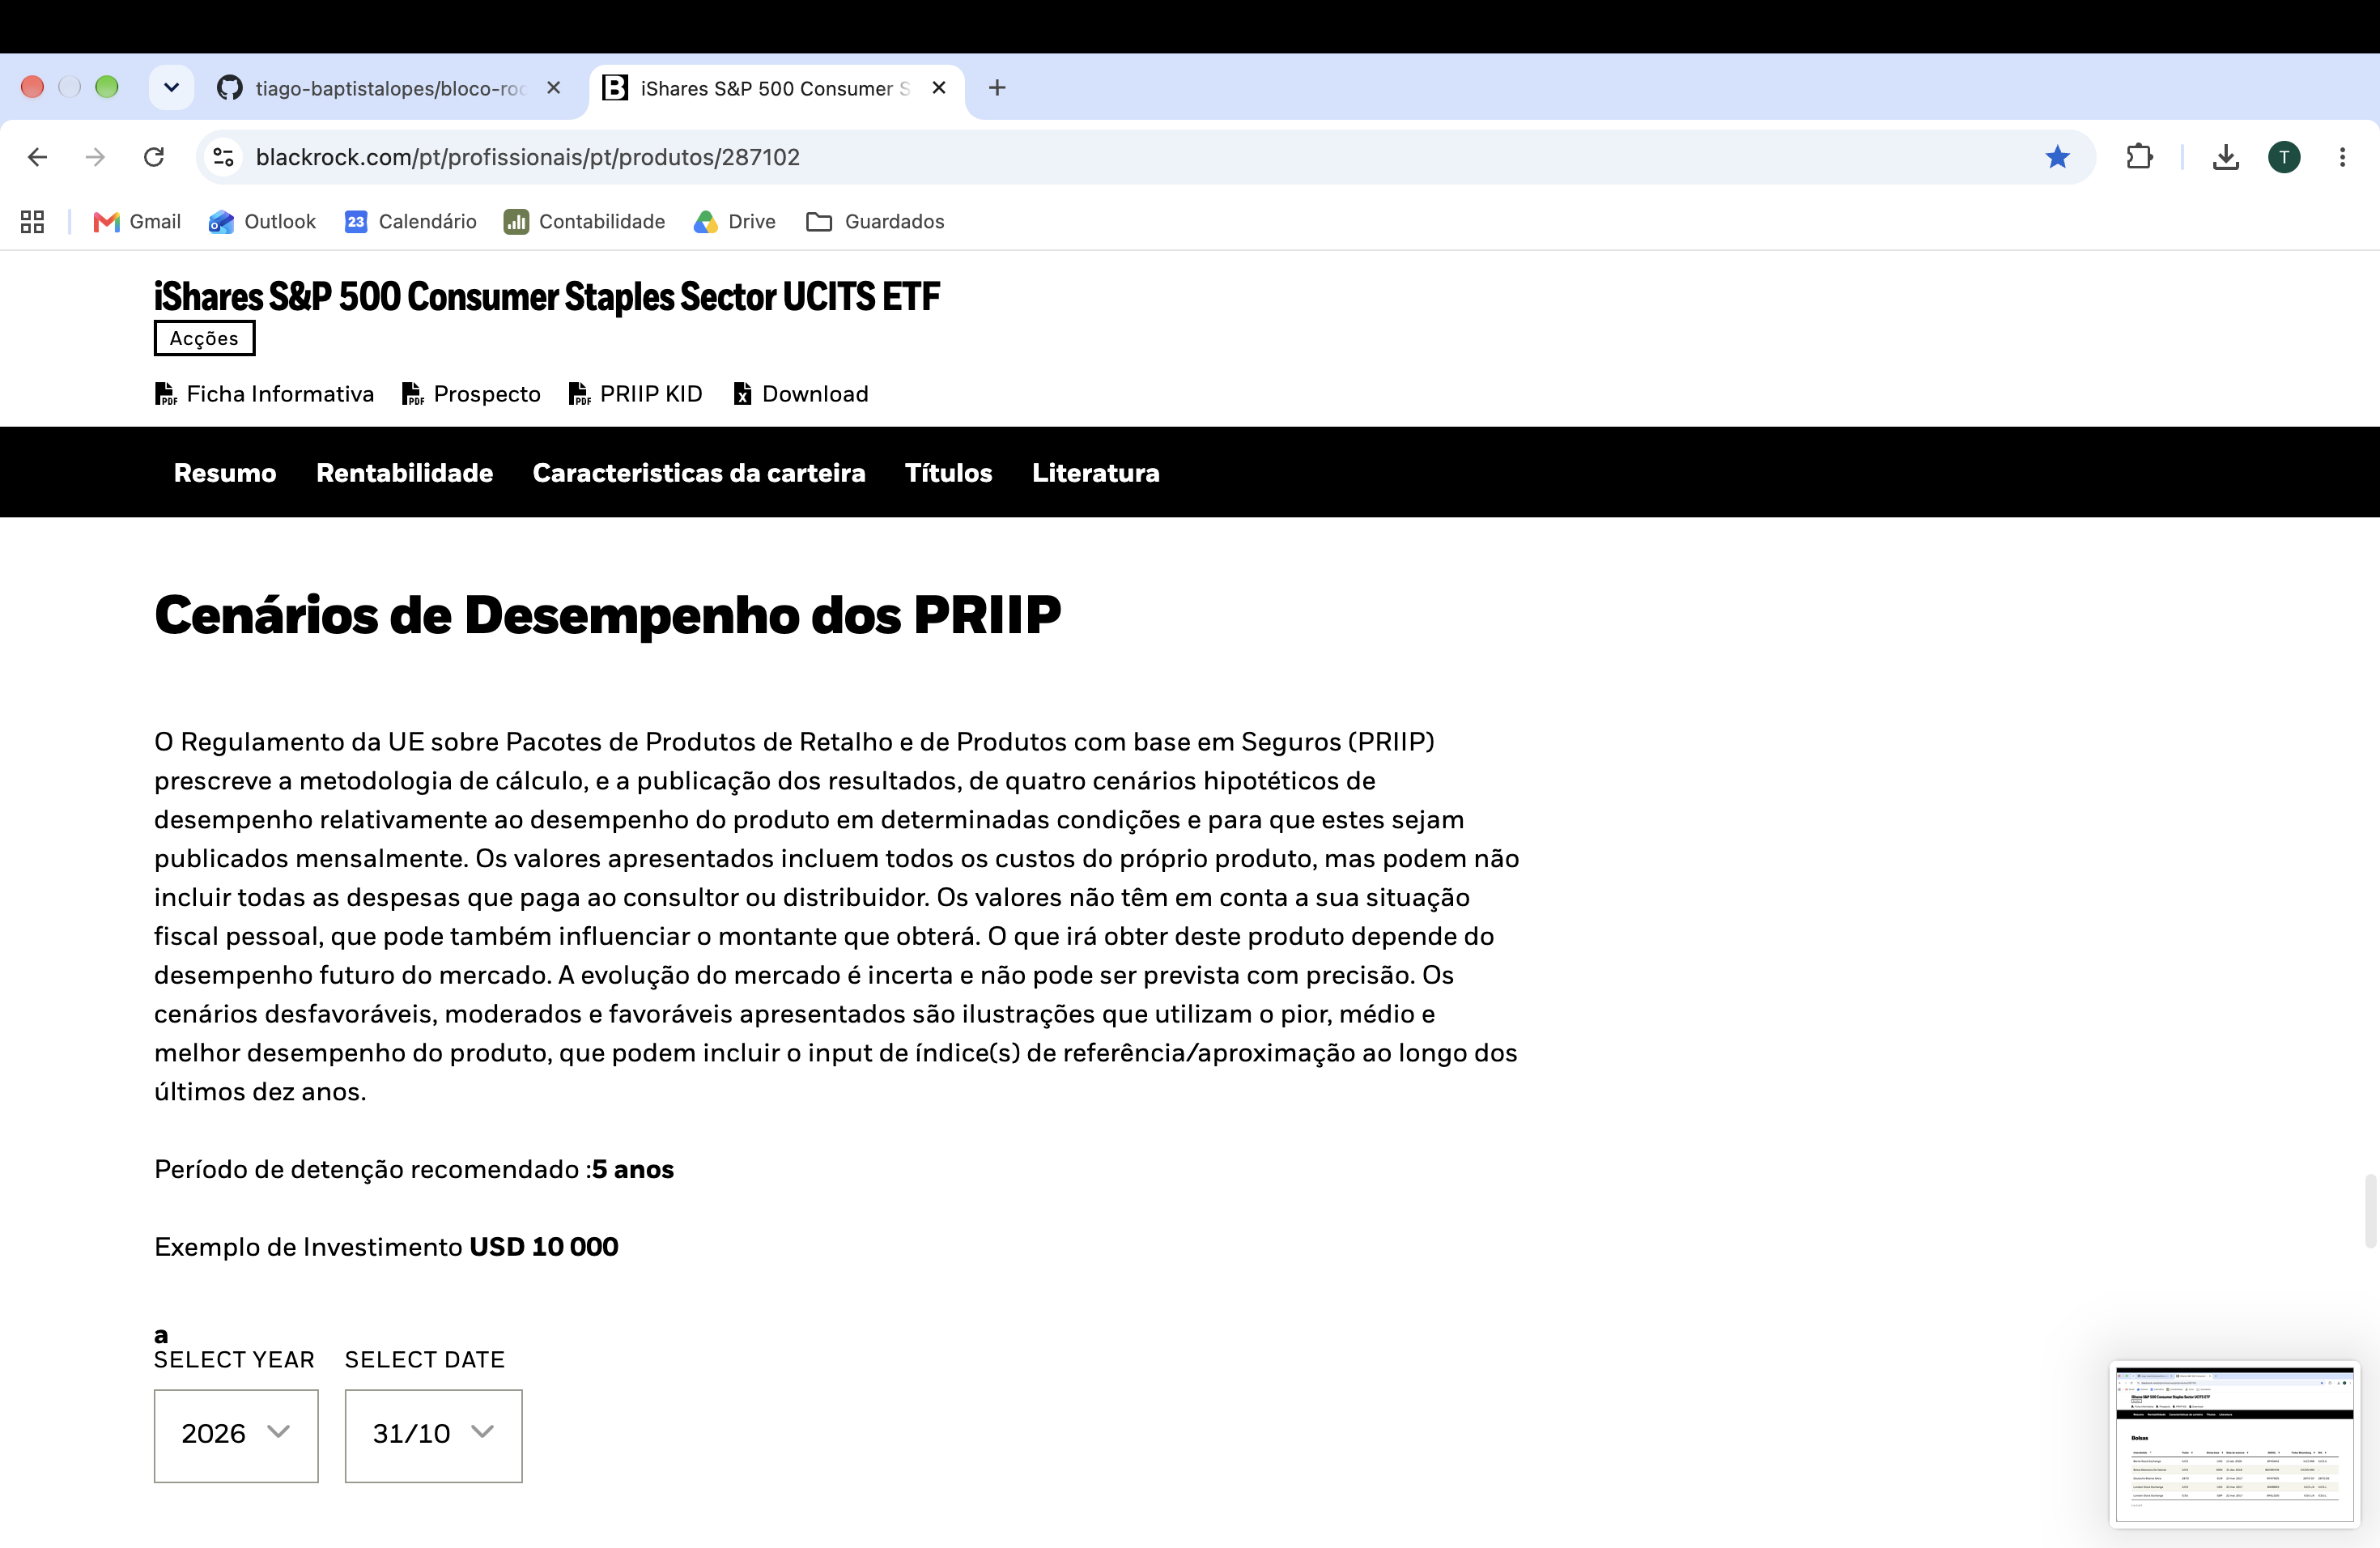 tiago-baptistalopes/bloco-roc
iShares S&P 500 Consumer S
blackrock.com/pt/profissionais/pt/produtos/287102
T
Gmail
23
Outlook
Calendário
Contabilidade
Drive
Guardados
iShares S&P 500 Consumer Staples Sector UCITS ETF
Acções
Ficha Informativa
Prospecto
PRIIP KID
Download
Resumo
Rentabilidade
Caracteristicas da carteira
Títulos
Literatura
Cenários de Desempenho dos PRIIP
O Regulamento da UE sobre Pacotes de Produtos de Retalho e de Produtos com base em Seguros (PRIIP)
prescreve a metodologia de cálculo, e a publicação dos resultados, de quatro cenários hipotéticos de
desempenho relativamente ao desempenho do produto em determinadas condições e para que estes sejam
publicados mensalmente. Os valores apresentados incluem todos os custos do próprio produto, mas podem não
incluir todas as despesas que paga ao consultor ou distribuidor. Os valores não têm em conta a sua situação
fiscal pessoal, que pode também influenciar o montante que obterá. O que irá obter deste produto depende do
desempenho futuro do mercado. A evolução do mercado é incerta e não pode ser prevista com precisão. Os
cenários desfavoráveis, moderados e favoráveis apresentados são ilustrações que utilizam o pior, médio e
melhor desempenho do produto, que podem incluir o input de índice(s) de referência/aproximação ao longo dos
últimos dez anos.
Período de detenção recomendado :5 anos
Exemplo de Investimento USD 10 000
a
SELECT YEAR
SELECT DATE
2026
31/10
iShares S&P 500 Consumer Staples Sector UCITS ETF
Bolsas